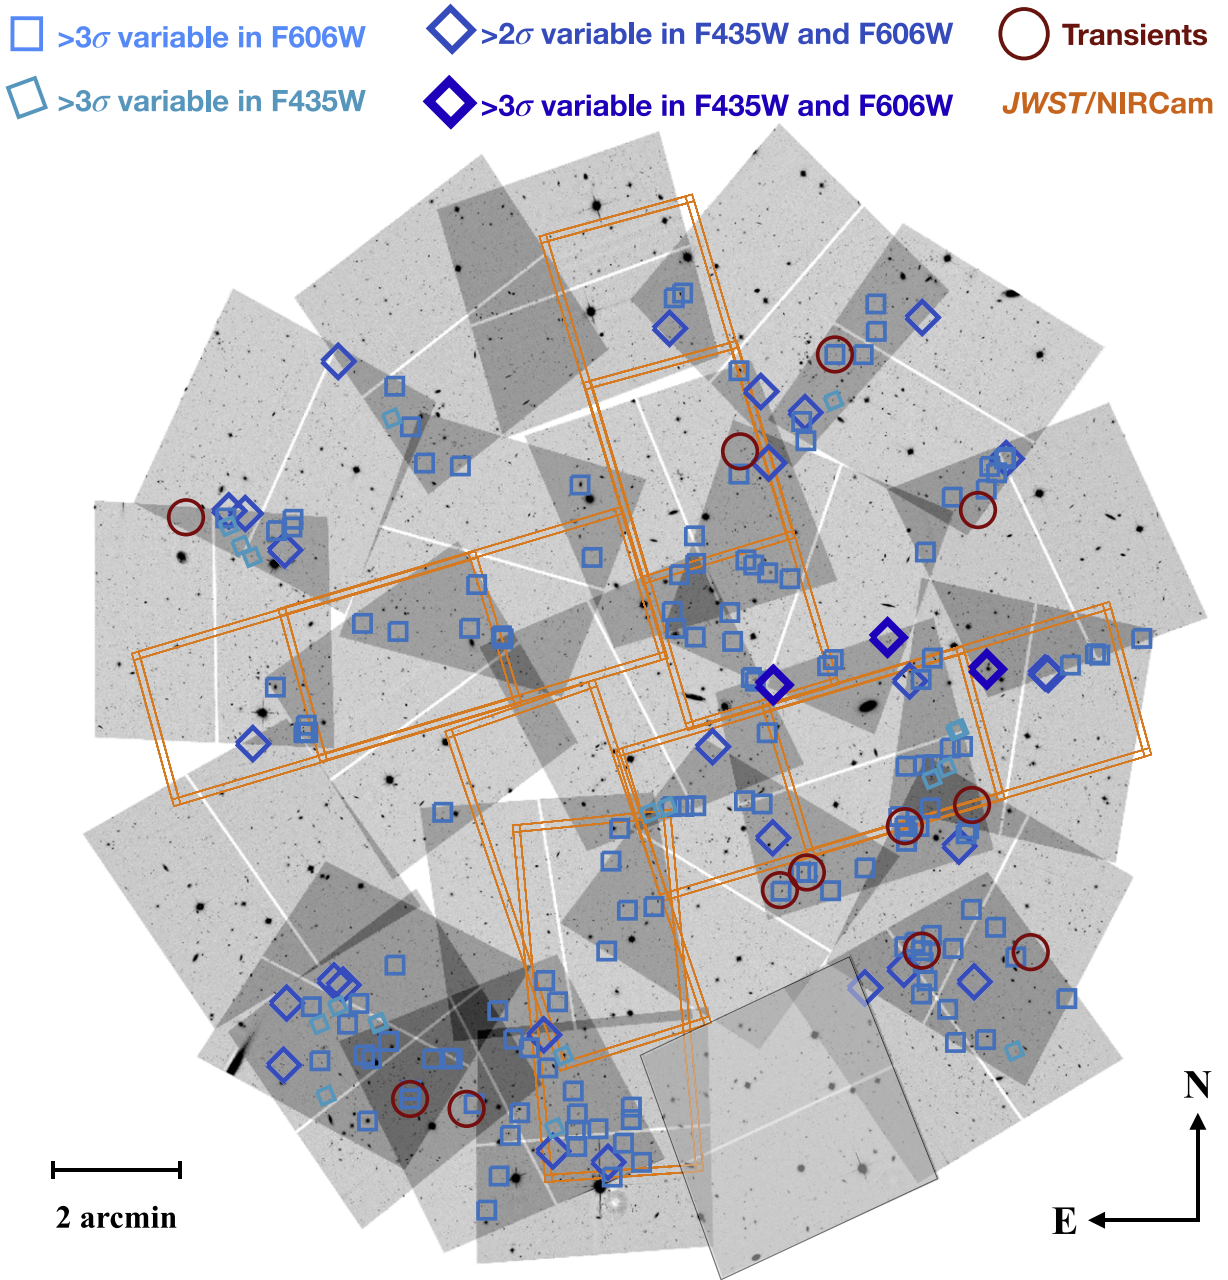 >3σ variable in F606W
>2σ variable in F435W and F606W
Transients
>3σ variable in F435W
>3σ variable in F435W and F606W
JWST/NIRCam
N
2 arcmin
E